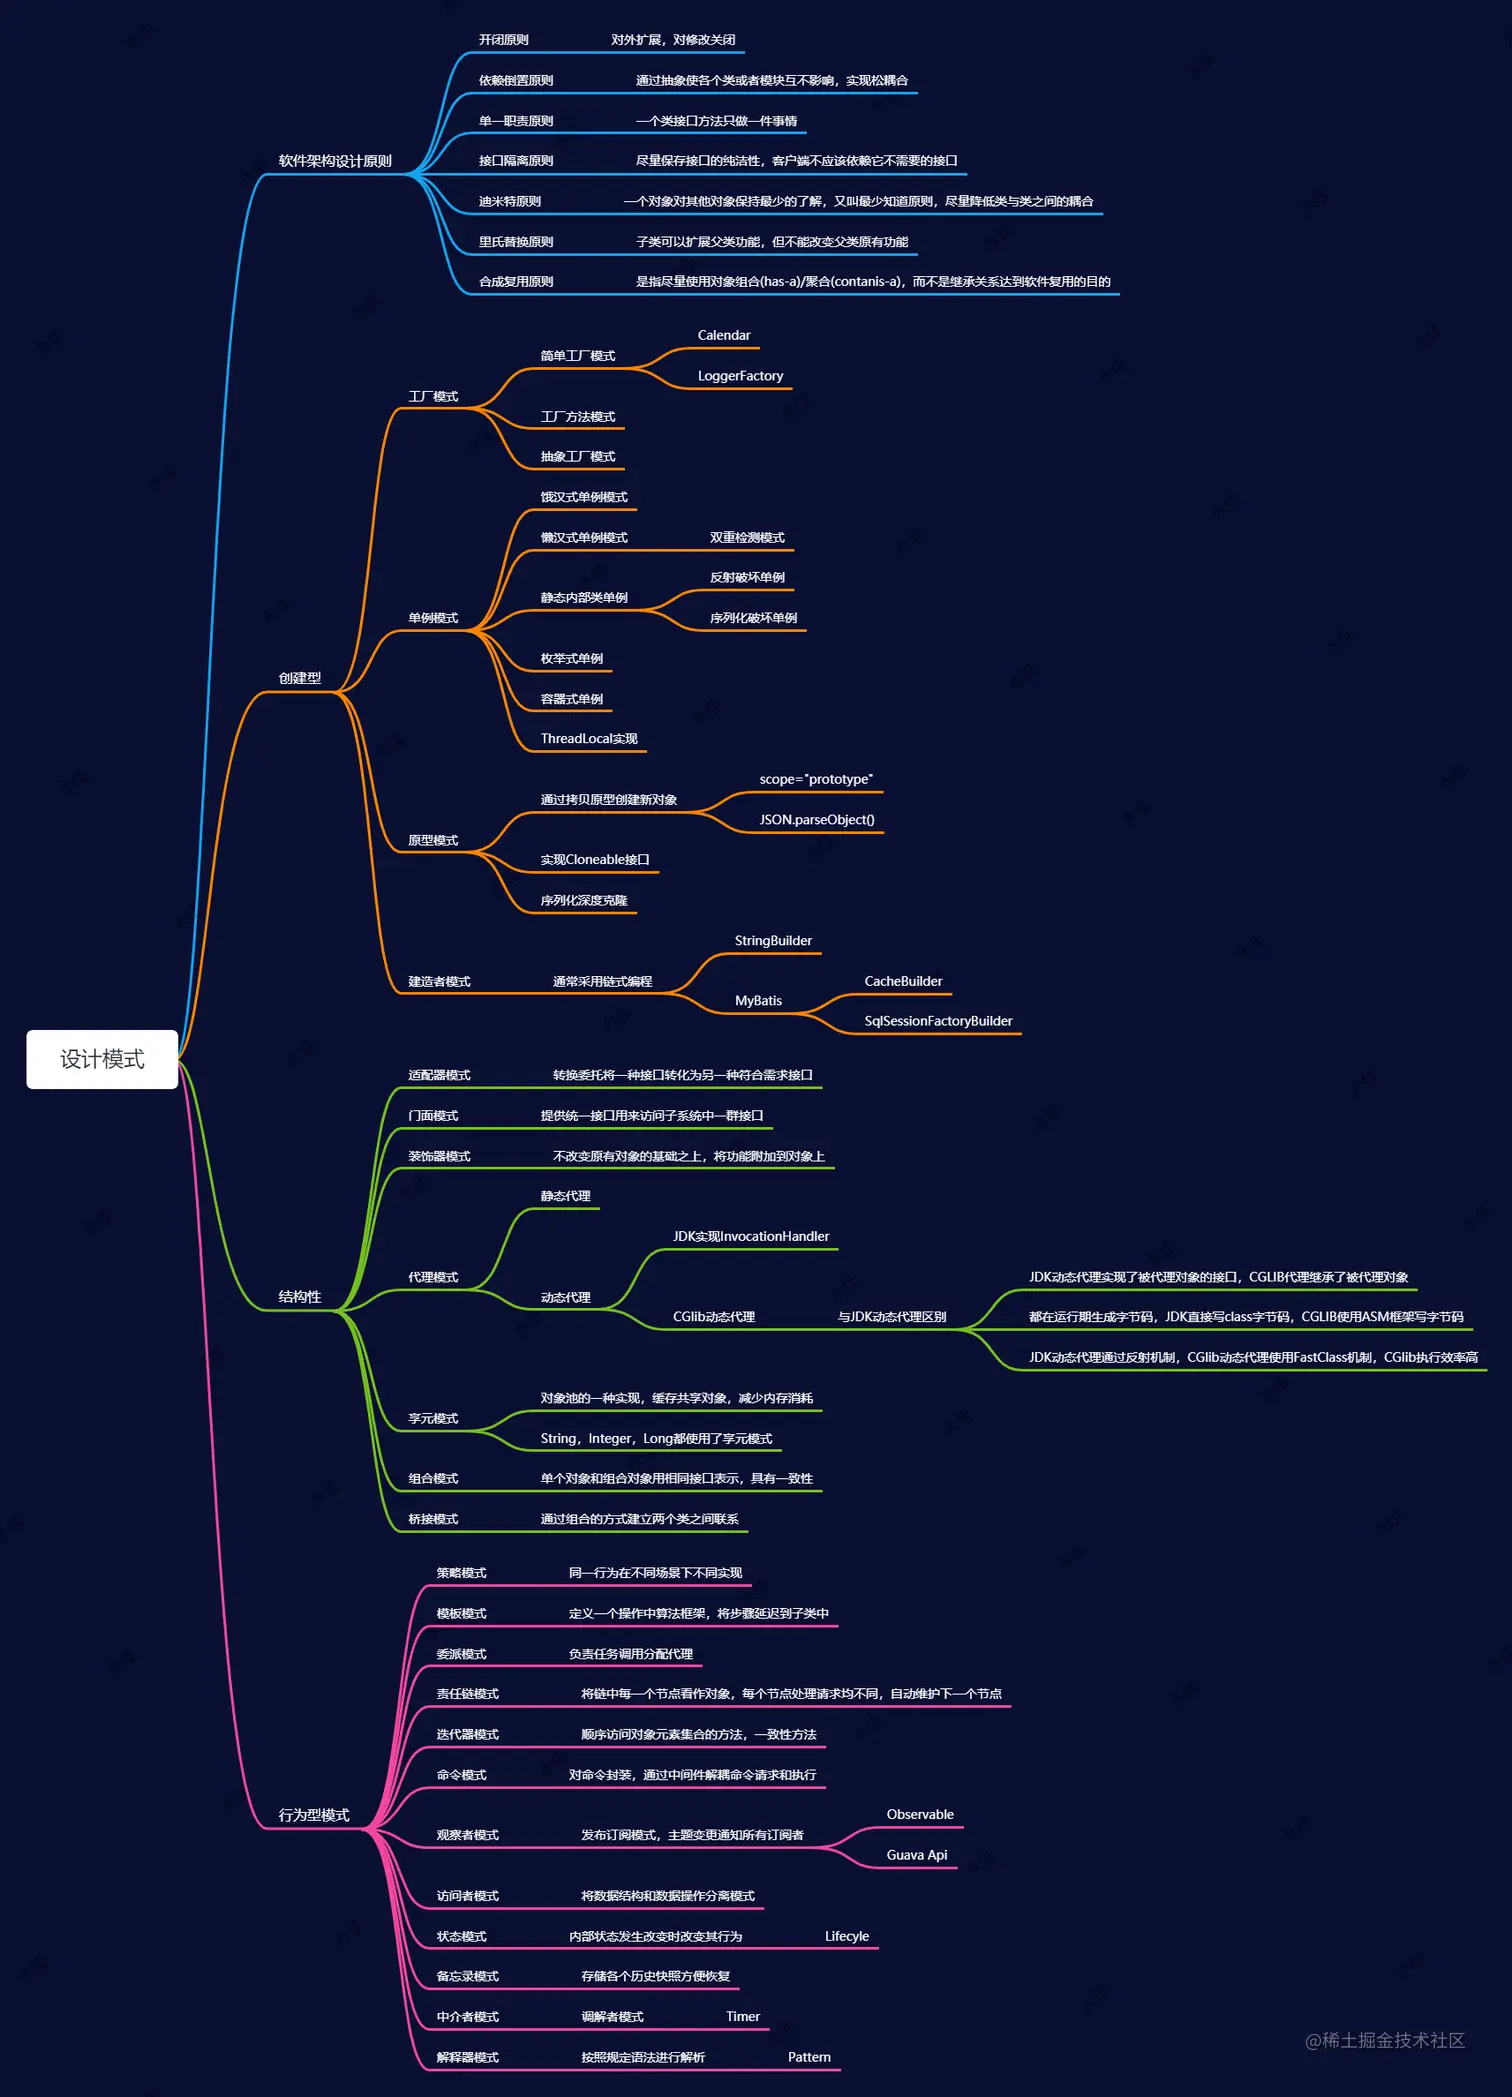 设计模式
软件架构设计原则
开闭原则 对外扩展，对修改关闭
依赖倒置原则 通过抽象使各个类或者模块互不影响，实现松耦合
单一职责原则 一个类接口方法只做一件事情
接口隔离原则 尽量保存接口的纯洁性，客户端不应该依赖它不需要的接口
迪米特原则 一个对象对其他对象保持最少的了解，又叫最少知道原则，尽量降低类与类之间的耦合
里氏替换原则 子类可以扩展父类功能，但不能改变父类原有功能
合成复用原则 是指尽量使用对象组合(has-a)/聚合(contanis-a)，而不是继承关系达到软件复用的目的
创建型
工厂模式
简单工厂模式
Calendar
LoggerFactory
工厂方法模式
抽象工厂模式
单例模式
饿汉式单例模式
懒汉式单例模式 双重检测模式
静态内部类单例
反射破坏单例
序列化破坏单例
枚举式单例
容器式单例
ThreadLocal实现
原型模式
通过拷贝原型创建新对象
scope="prototype"
JSON.parseObject()
实现Cloneable接口
序列化深度克隆
建造者模式 通常采用链式编程
StringBuilder
MyBatis
CacheBuilder
SqlSessionFactoryBuilder
结构性
适配器模式 转换委托将一种接口转化为另一种符合需求接口
门面模式 提供统一接口用来访问子系统中一群接口
装饰器模式 不改变原有对象的基础之上，将功能附加到对象上
代理模式
静态代理
动态代理
JDK实现InvocationHandler
CGlib动态代理 与JDK动态代理区别
JDK动态代理实现了被代理对象的接口，CGLIB代理继承了被代理对象
都在运行期生成字节码，JDK直接写class字节码，CGLIB使用ASM框架写字节码
JDK动态代理通过反射机制，CGlib动态代理使用FastClass机制，CGlib执行效率高
享元模式
对象池的一种实现，缓存共享对象，减少内存消耗
String，Integer，Long都使用了享元模式
组合模式 单个对象和组合对象用相同接口表示，具有一致性
桥接模式 通过组合的方式建立两个类之间联系
行为型模式
策略模式 同一行为在不同场景下不同实现
模板模式 定义一个操作中算法框架，将步骤延迟到子类中
委派模式 负责任务调用分配代理
责任链模式 将链中每一个节点看作对象，每个节点处理请求均不同，自动维护下一个节点
迭代器模式 顺序访问对象元素集合的方法，一致性方法
命令模式 对命令封装，通过中间件解耦命令请求和执行
观察者模式 发布订阅模式，主题变更通知所有订阅者
Observable
Guava Api
访问者模式 将数据结构和数据操作分离模式
状态模式 内部状态发生改变时改变其行为 Lifecyle
备忘录模式 存储各个历史快照方便恢复
中介者模式 调解者模式 Timer
解释器模式 按照规定语法进行解析 Pattern
@稀土掘金技术社区